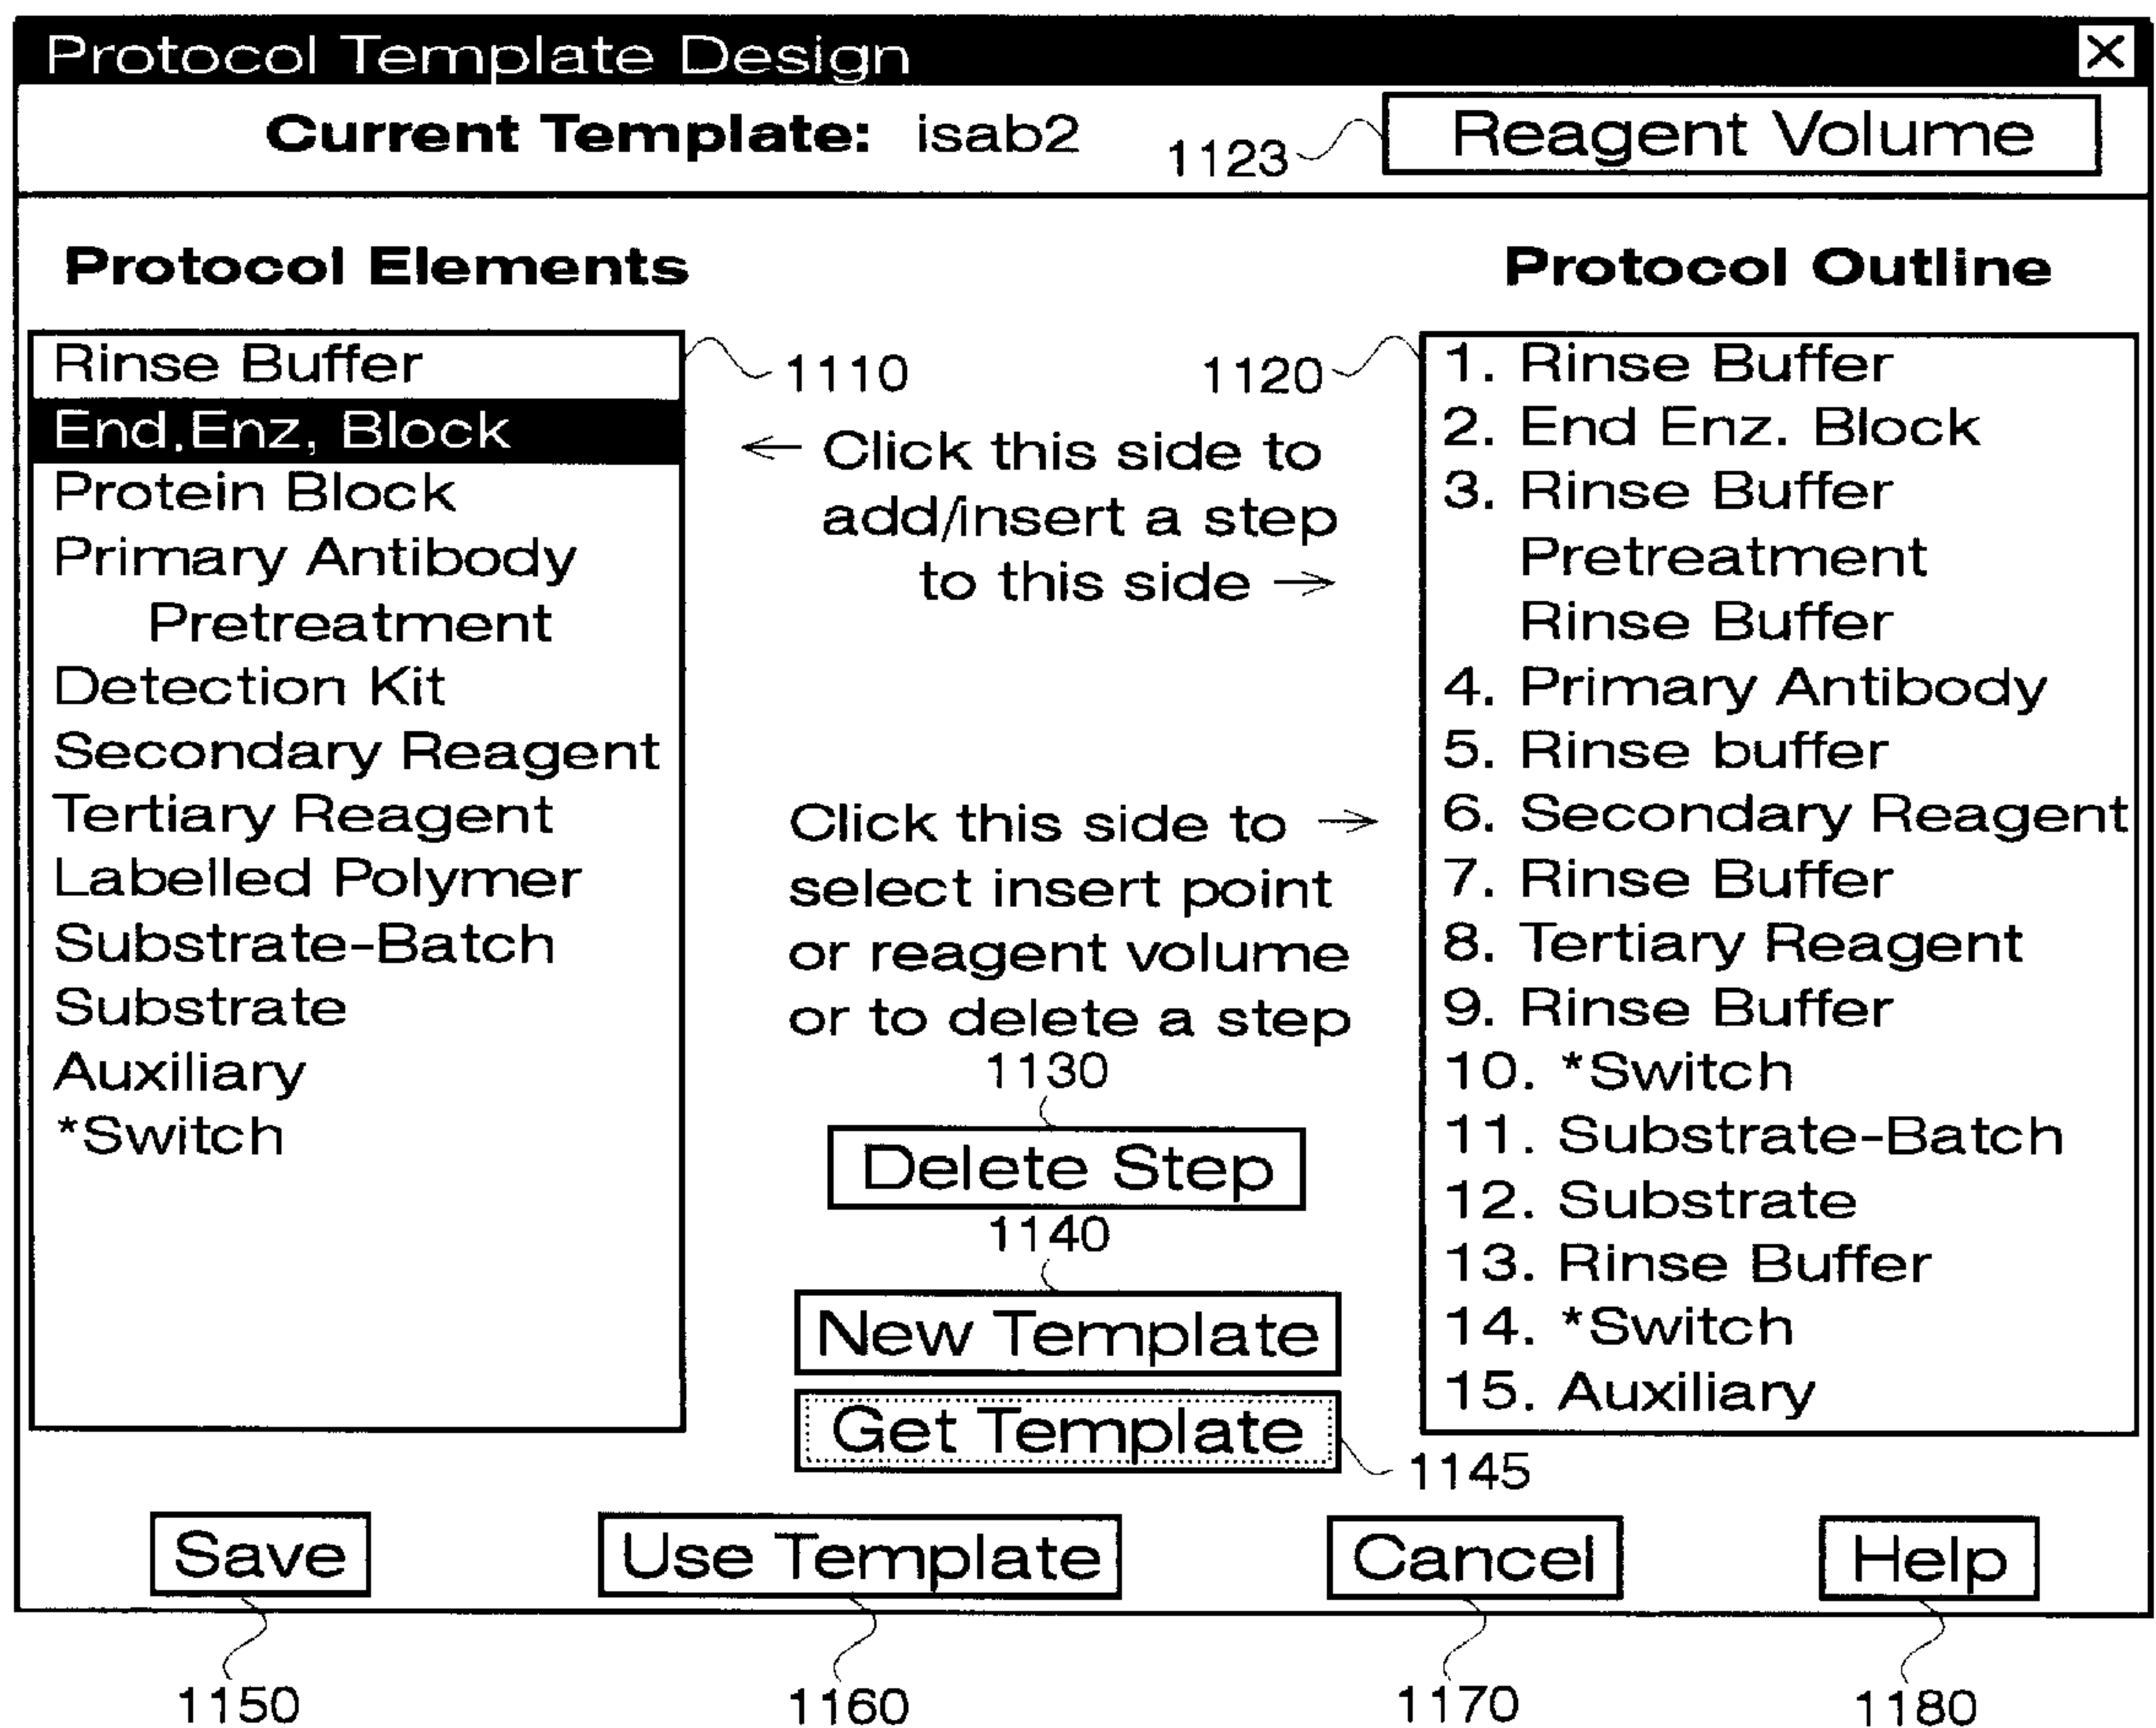 Protocol Template Design
Current Template: isab2
1123
Reagent Volume
Protocol Elements
Rinse Buffer
End.Enz, Block
Protein Block
Primary Antibody
Pretreatment
Detection Kit
Secondary Reagent
Tertiary Reagent
Labelled Polymer
Substrate-Batch
Substrate
Auxiliary
*Switch
1110
← Click this side to
add/insert a step
to this side →
Click this side to →
select insert point
or reagent volume
or to delete a step
1130
Delete Step
1140
New Template
Get Template
1145
Protocol Outline
1120
1. Rinse Buffer
2. End Enz. Block
3. Rinse Buffer
Pretreatment
Rinse Buffer
4. Primary Antibody
5. Rinse buffer
6. Secondary Reagent
7. Rinse Buffer
8. Tertiary Reagent
9. Rinse Buffer
10. *Switch
11. Substrate-Batch
12. Substrate
13. Rinse Buffer
14. *Switch
15. Auxiliary
Save
Use Template
Cancel
Help
1150
1160
1170
1180